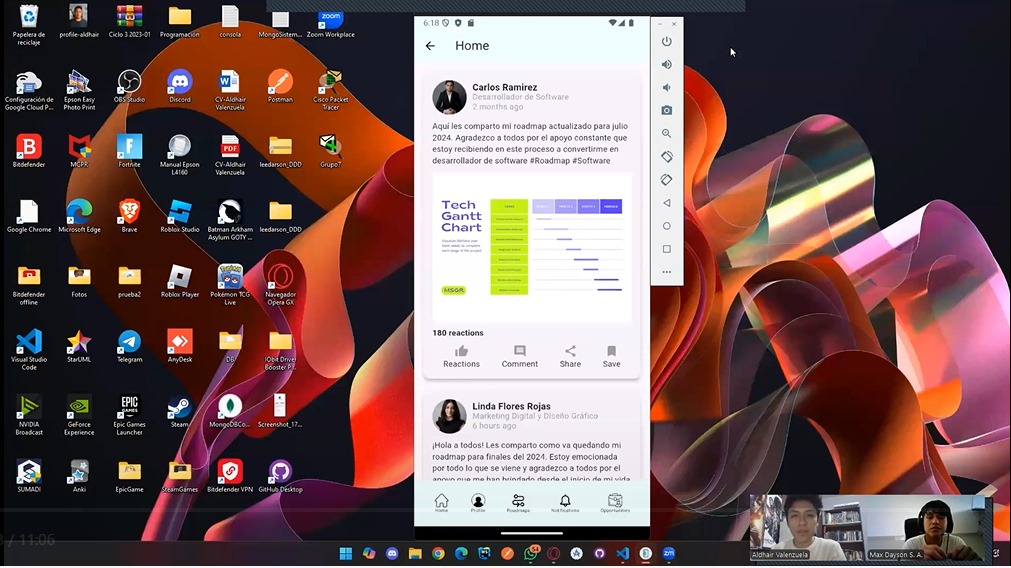 Papelera de
reciclaje
profile-aldhair
Ciclo 3 2023-01
Programación
consola
MongoSistem...
zoom
Zoom Workplace
Configuración de
Google Cloud P...
Epson Easy
Photo Print
OBS Studio
Discord
CV-Aldhair
Valenzuela
Postman
Cisco Packet
Tracer
Bitdefender
MCPR
Fortnite
Manual Epson
L4160
PDF
CV-Aldhair
Valenzuela
leedarson_DDD
Grupo7
Google Chrome
Microsoft Edge
Brave
Roblox Studio
Batman Arkham
Asylum GOTY ...
leedarson_DDD
Bitdefender
offline
Fotos
prueba2
Roblox Player
Pokémon TCG
Live
Navegador
Opera GX
Visual Studio
Code
StarUML
Telegram
AnyDesk
DB
IObit Driver
Booster P...
NVIDIA
Broadcast
GeForce
Experience
EPIC
GAMES
Epic Games
Launcher
Steam
MongoDBCo...
Screenshot_17...
SUMADI
Anki
EpicGame
SteamGames
Bitdefender VPN
GitHub Desktop
/ 11:06
6:18
Home
Carlos Ramirez
Desarrollador de Software
2 months ago
Aquí les comparto mi roadmap actualizado para julio
2024. Agradezco a todos por el apoyo constante que
estoy recibiendo en este proceso a convertirme en
desarrollador de software #Roadmap #Software
Tech
Gantt
Chart
MSGR
180 reactions
Reactions
Comment
Share
Save
Linda Flores Rojas
Marketing Digital y Diseño Gráfico
6 hours ago
¡Hola a todos! Les comparto como va quedando mi
roadmap para finales del 2024. Estoy emocionada
por todo lo que se viene y agradezco a todos por el
apoyo que me han brindado desde el inicio de mi vida
Home
Profile
Roadmaps
Notifications
Opportunities
Aldhair Valenzuela
Max Dayson S. A.